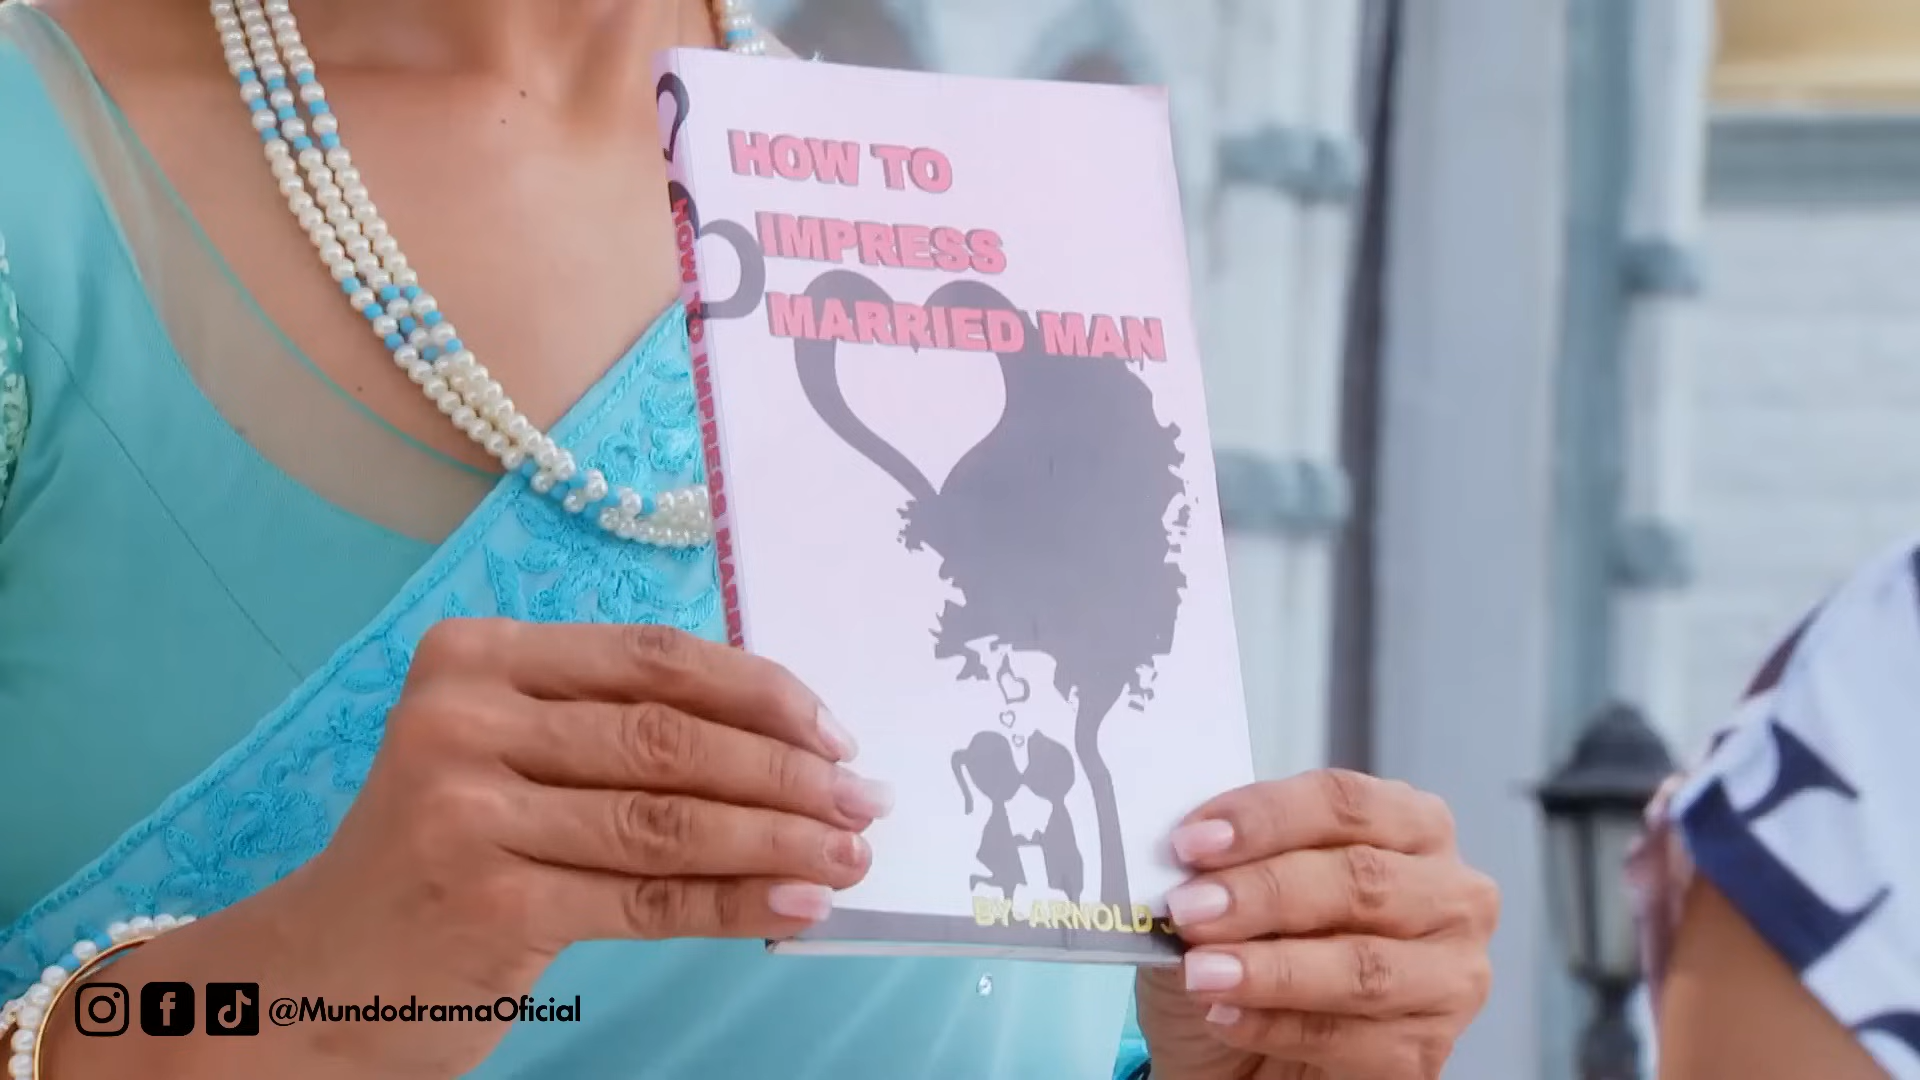 HOW TO
IMPRESS
MARRIED MAN
HOW TO IMPRESS
BY ARNOLD J
@MundodramaOficial